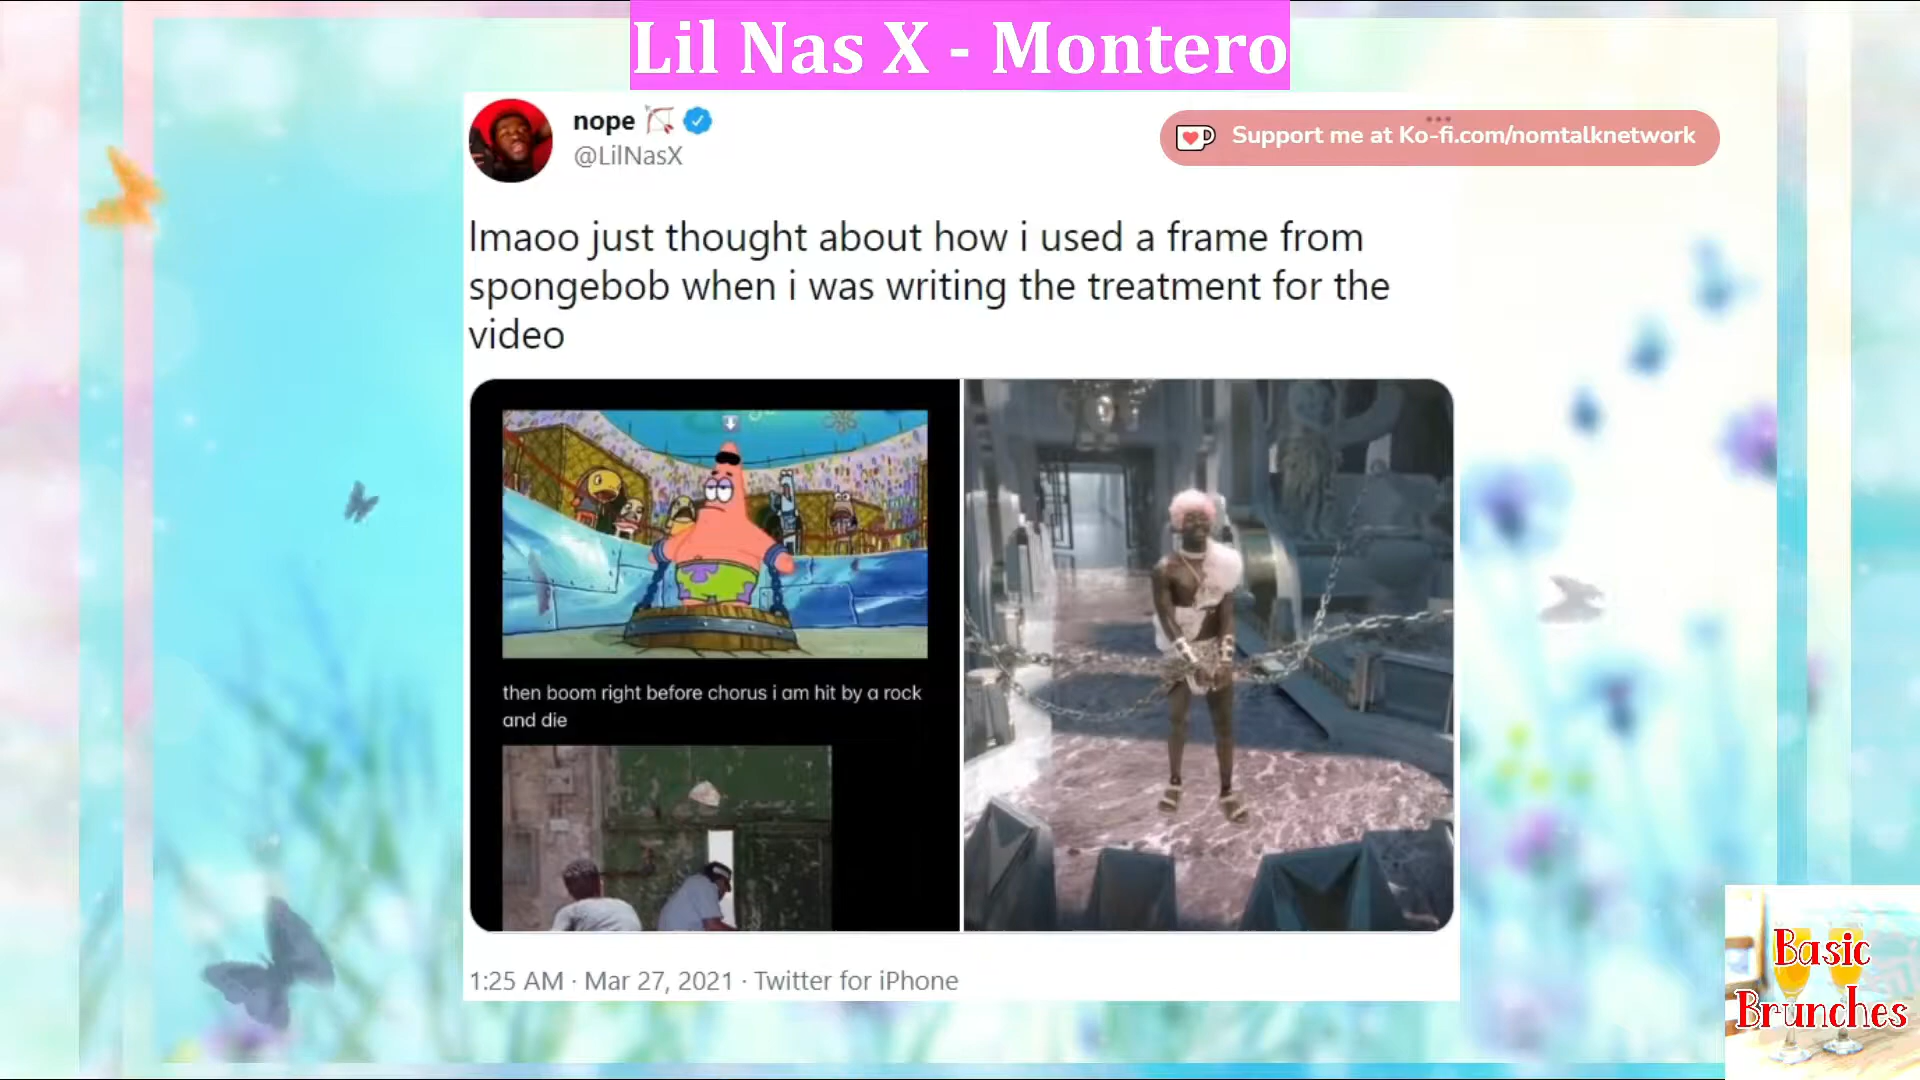 Lil Nas X - Montero
nope
@LilNasX
Support me at Ko-fi.com/nomtalknetwork
lmaoo just thought about how i used a frame from
spongebob when i was writing the treatment for the
video
then boom right before chorus i am hit by a rock
and die
1:25 AM · Mar 27, 2021 · Twitter for iPhone
Basic
Brunches